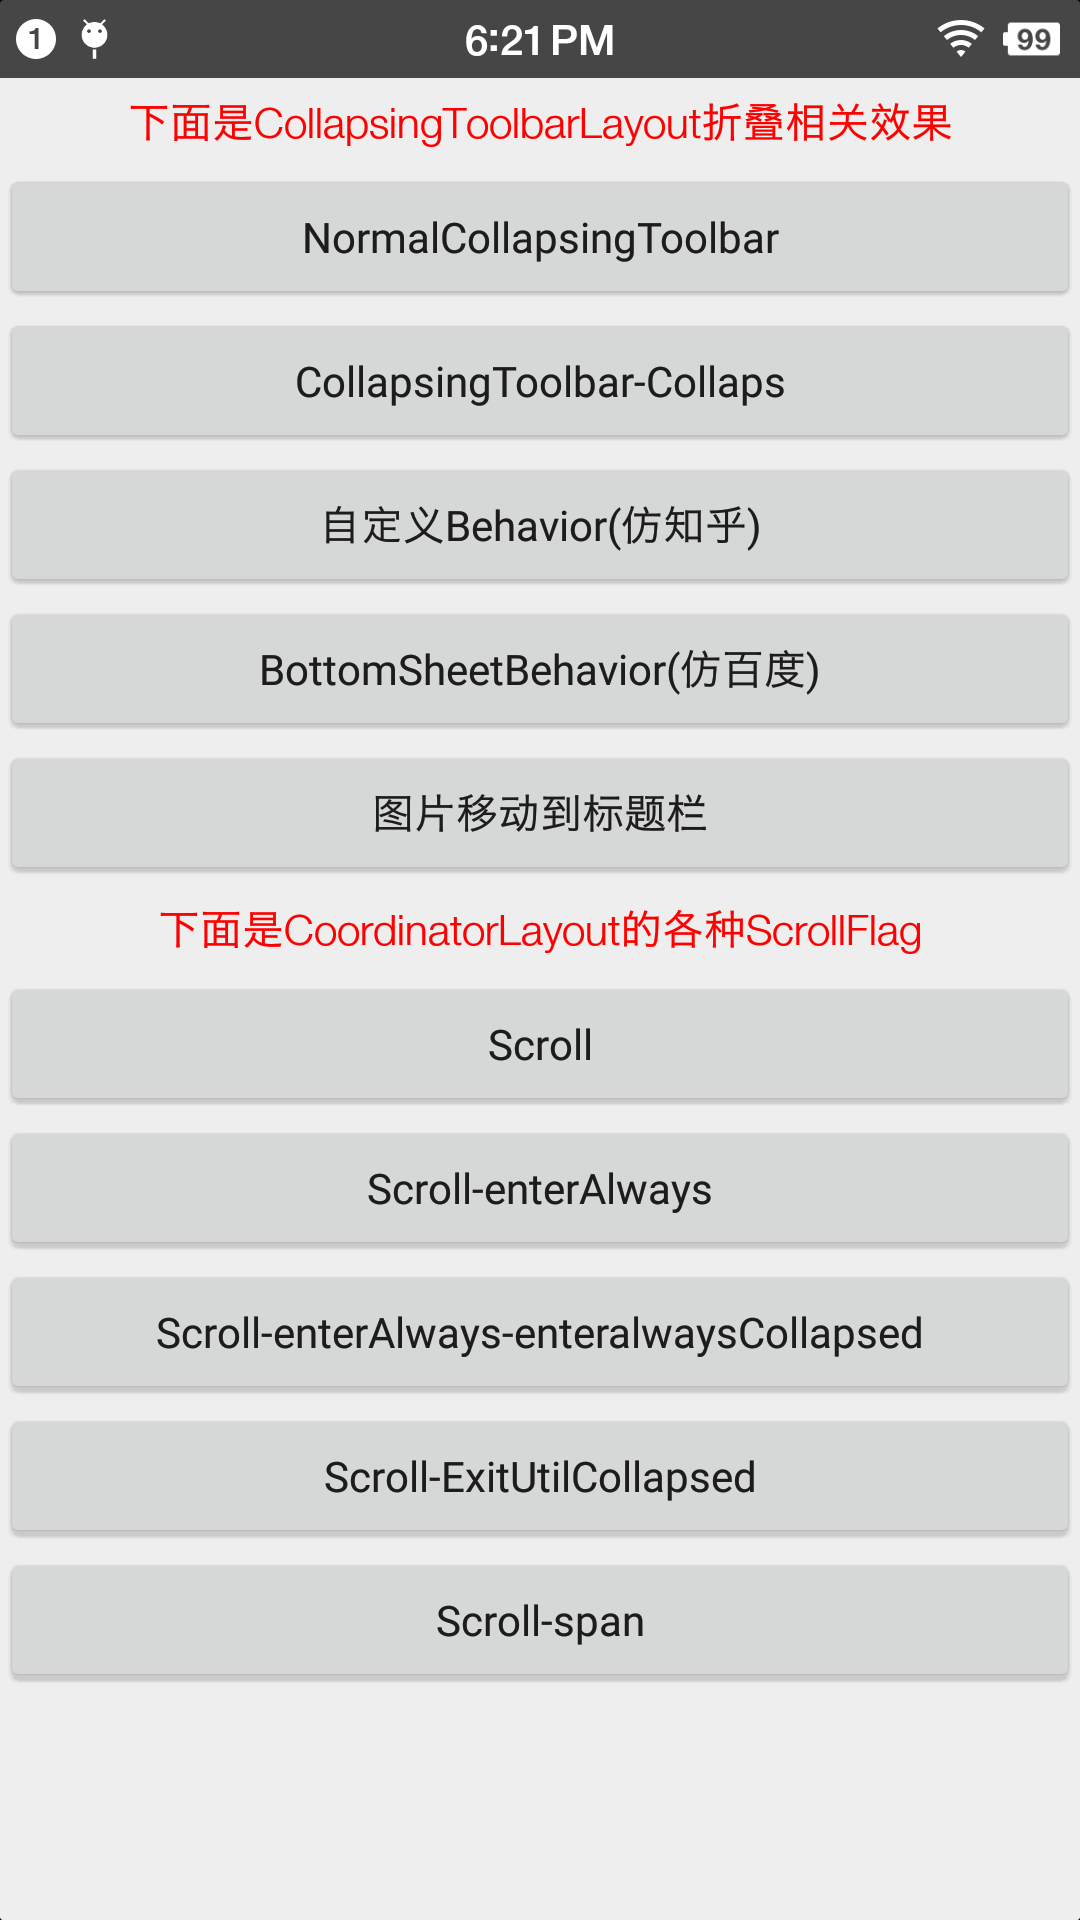 1 6:21 PM 99
下面是CollapsingToolbarLayout折叠相关效果
NormalCollapsingToolbar
CollapsingToolbar-Collaps
自定义Behavior(仿知乎)
BottomSheetBehavior(仿百度)
图片移动到标题栏
下面是CoordinatorLayout的各种ScrollFlag
Scroll
Scroll-enterAlways
Scroll-enterAlways-enteralwaysCollapsed
Scroll-ExitUtilCollapsed
Scroll-span